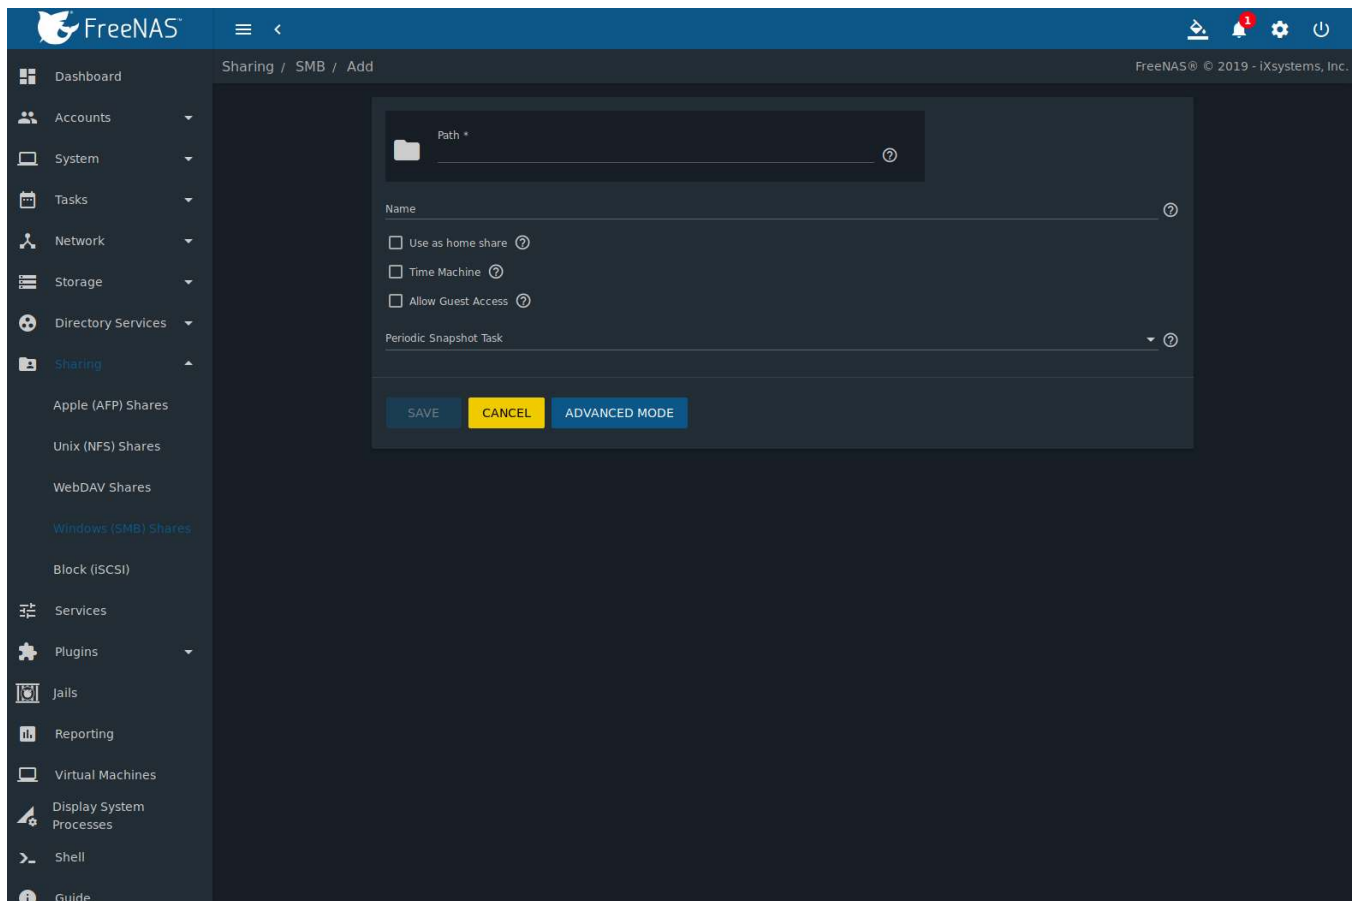 FreeNAS™
1
Sharing / SMB / Add
FreeNAS® © 2019 - iXsystems, Inc.
Dashboard
Accounts
System
Tasks
Network
Storage
Directory Services
Sharing
Apple (AFP) Shares
Unix (NFS) Shares
WebDAV Shares
Windows (SMB) Shares
Block (iSCSI)
Services
Plugins
Jails
Reporting
Virtual Machines
Display System
Processes
Shell
Guide
Path *
Name
Use as home share
Time Machine
Allow Guest Access
Periodic Snapshot Task
SAVE CANCEL ADVANCED MODE